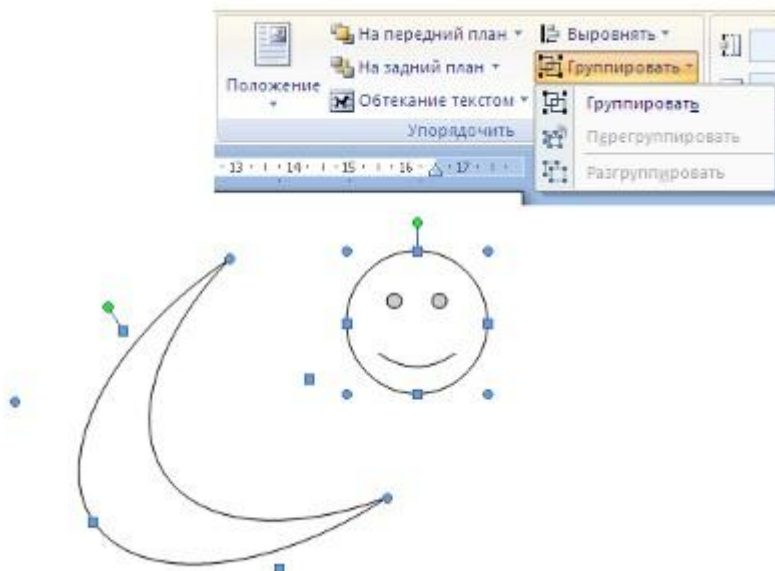 На передний план
Выровнять
Положение
На задний план
Группировать
Обтекание текстом
Группировать
Упорядочить
Перегруппировать
Разгруппировать
13 14 15 16 17